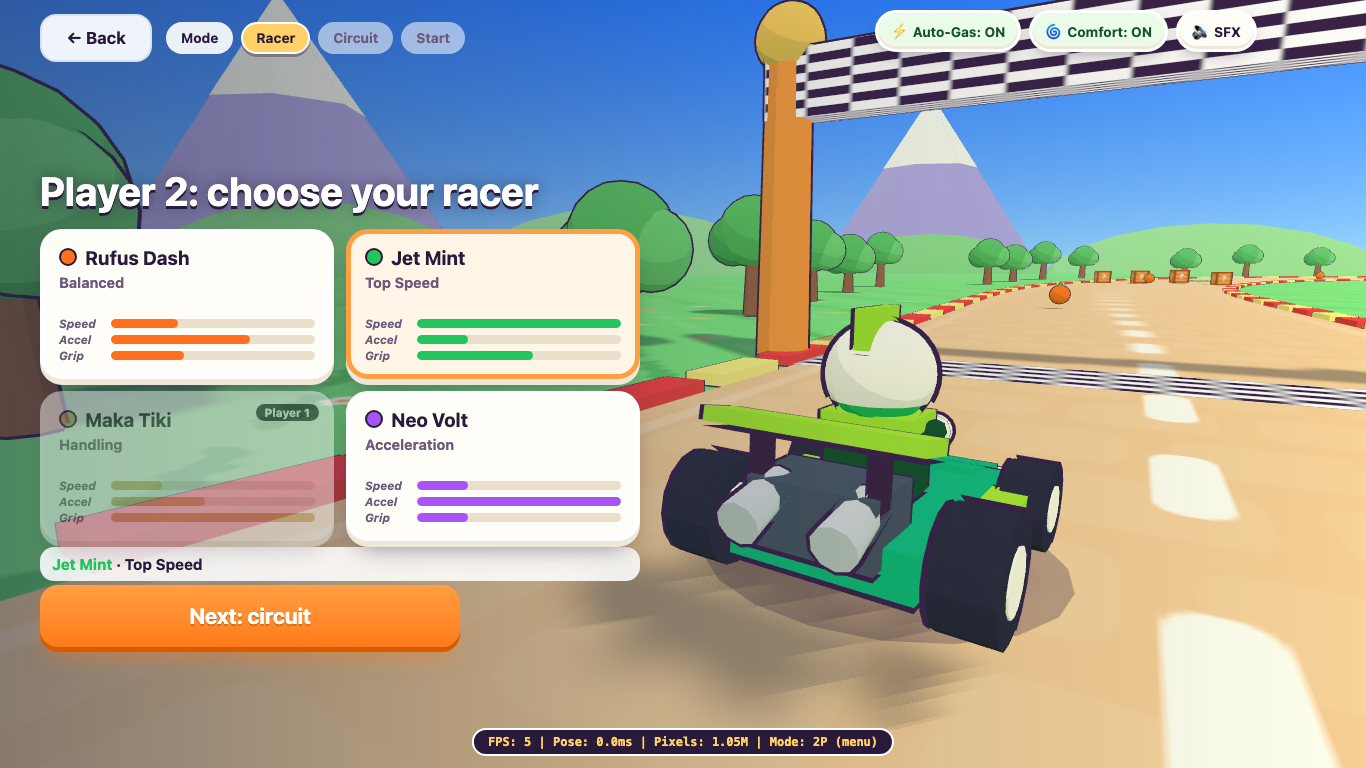 ← Back
Mode
Racer
Circuit
Start
⚡ Auto-Gas: ON
🌀 Comfort: ON
🔈 SFX
Player 2: choose your racer
Rufus Dash
Balanced
Speed
Accel
Grip
Jet Mint
Top Speed
Speed
Accel
Grip
Maka Tiki
Player 1
Handling
Speed
Accel
Grip
Neo Volt
Acceleration
Speed
Accel
Grip
Jet Mint · Top Speed
Next: circuit
FPS: 5 | Pose: 0.0ms | Pixels: 1.05M | Mode: 2P (menu)